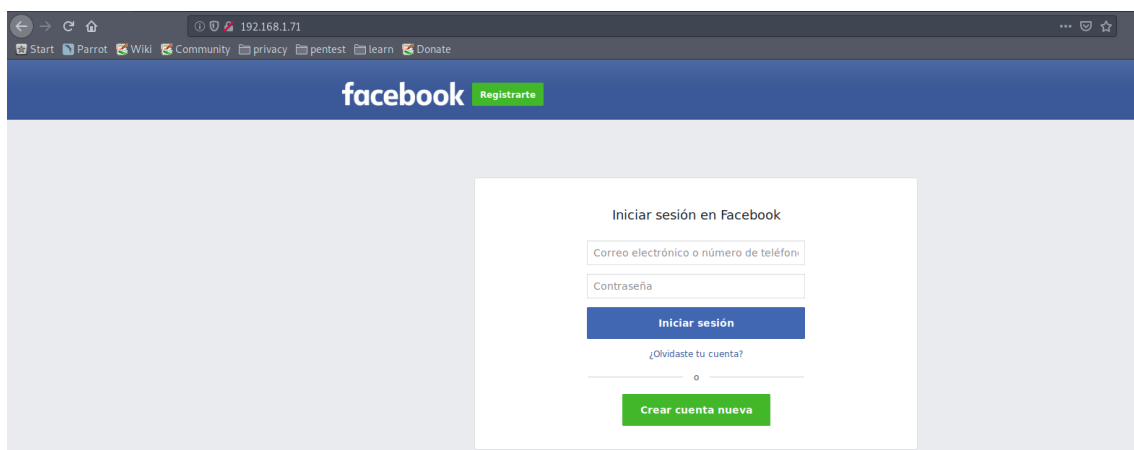 192.168.1.71
Start Parrot Wiki Community privacy pentest learn Donate
facebook Registrarte
Iniciar sesión en Facebook
Correo electrónico o número de teléfono
Contraseña
Iniciar sesión
¿Olvidaste tu cuenta?
o
Crear cuenta nueva